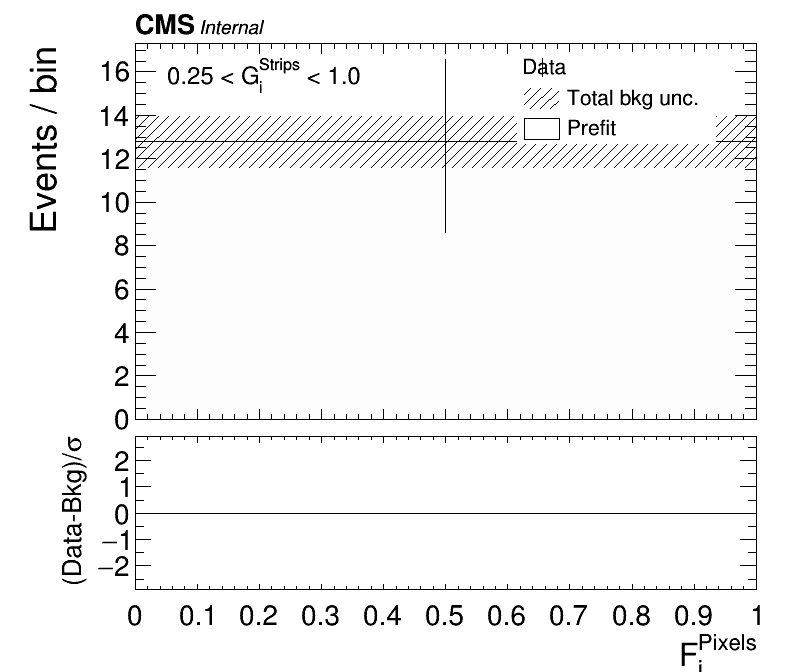 CMS Internal
Events / bin
0.25 < G_i^Strips < 1.0
Data
Total bkg unc.
Prefit
16
14
12
10
8
6
4
2
0
(Data-Bkg)/σ
2
1
0
−1
−2
0 0.1 0.2 0.3 0.4 0.5 0.6 0.7 0.8 0.9 1
F_i^Pixels